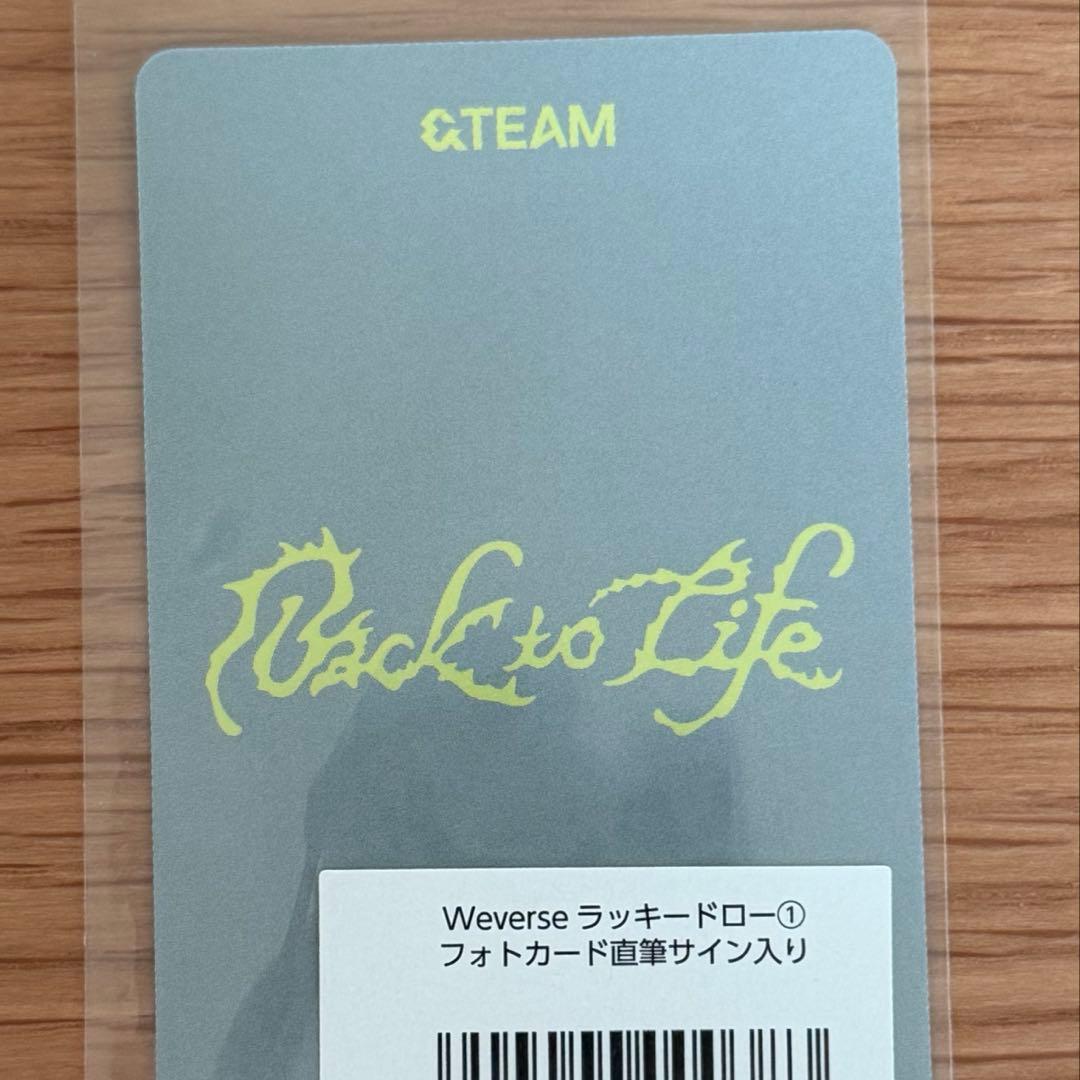 &TEAM
Back to Life
Weverse ラッキードロー①
フォトカード直筆サイン入り